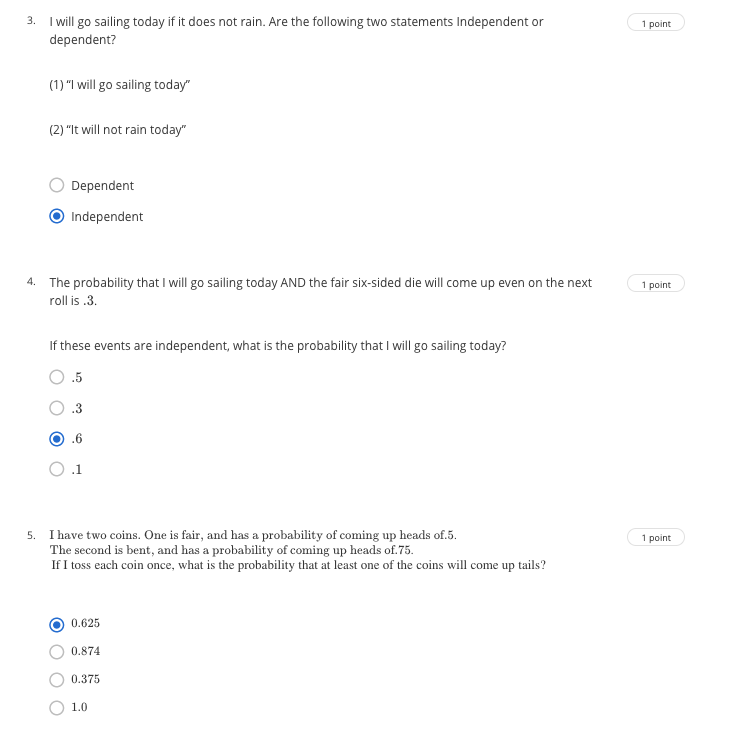 3. I will go sailing today if it does not rain. Are the following two statements Independent or
1 point
dependent?
(1) “I will go sailing today”
(2) “It will not rain today”
Dependent
Independent
4. The probability that I will go sailing today AND the fair six-sided die will come up even on the next
1 point
roll is .3.
If these events are independent, what is the probability that I will go sailing today?
.5
.3
.6
.1
5. I have two coins. One is fair, and has a probability of coming up heads of.5.
1 point
The second is bent, and has a probability of coming up heads of.75.
If I toss each coin once, what is the probability that at least one of the coins will come up tails?
0.625
0.874
0.375
1.0